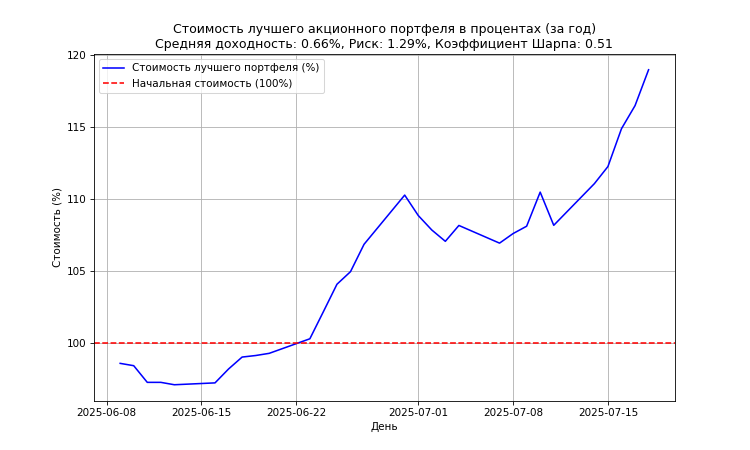 Стоимость лучшего акционного портфеля в процентах (за год)
Средняя доходность: 0.66%, Риск: 1.29%, Коэффициент Шарпа: 0.51
Стоимость лучшего портфеля (%)
Начальная стоимость (100%)
Стоимость (%)
120
115
110
105
100
2025-06-08 2025-06-15 2025-06-22 2025-07-01 2025-07-08 2025-07-15
День